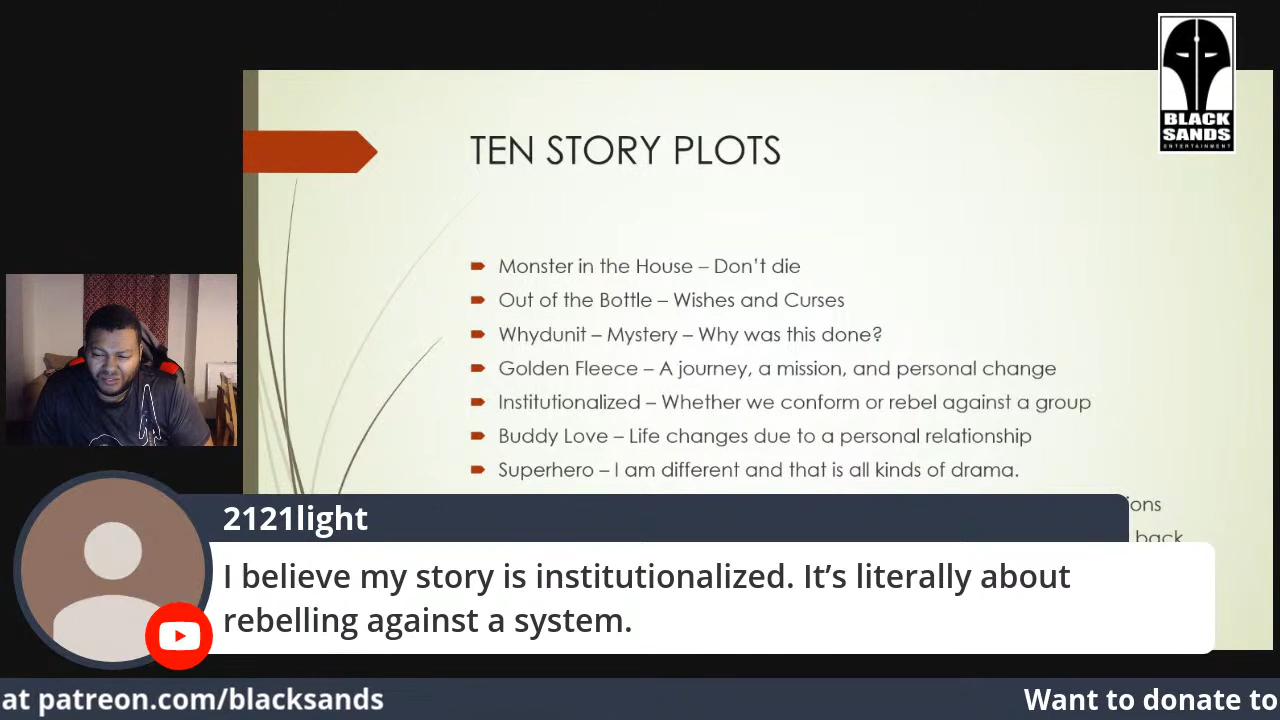 BLACK
SANDS
ENTERTAINMENT
TEN STORY PLOTS
Monster in the House – Don’t die
Out of the Bottle – Wishes and Curses
Whydunit – Mystery – Why was this done?
Golden Fleece – A journey, a mission, and personal change
Institutionalized – Whether we conform or rebel against a group
Buddy Love – Life changes due to a personal relationship
Superhero – I am different and that is all kinds of drama.
ions
back
2121light
I believe my story is institutionalized. It’s literally about
rebelling against a system.
at patreon.com/blacksands
Want to donate to